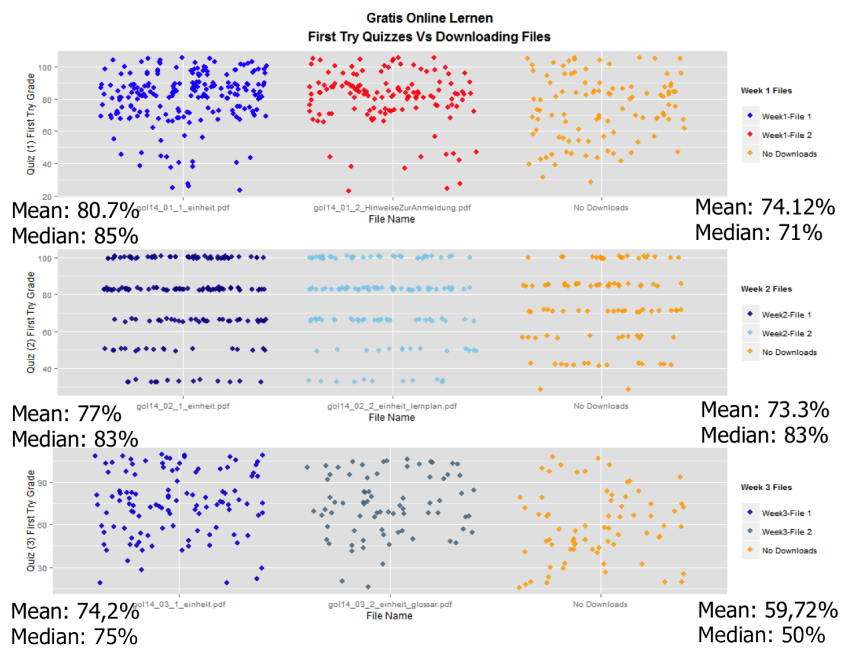 Gratis Online Lernen
First Try Quizzes Vs Downloading Files
Quiz (1) First Try Grade
100
80
60
40
20
gol14_01_1_einheit.pdf
gol14_01_2_HinweiseZurAnmeldung.pdf
No Downloads
File Name
Week 1 Files
Week1-File 1
Week1-File 2
No Downloads
Mean: 80.7%
Median: 85%
Mean: 74.12%
Median: 71%
Quiz (2) First Try Grade
100
80
60
40
gol14_02_1_einheit.pdf
gol14_02_2_einheit_lernplan.pdf
No Downloads
File Name
Week 2 Files
Week2-File 1
Week2-File 2
No Downloads
Mean: 77%
Median: 83%
Mean: 73.3%
Median: 83%
Quiz (3) First Try Grade
90
60
30
gol14_03_1_einheit.pdf
gol14_03_2_einheit_glossar.pdf
No Downloads
File Name
Week 3 Files
Week3-File 1
Week3-File 2
No Downloads
Mean: 74,2%
Median: 75%
Mean: 59,72%
Median: 50%